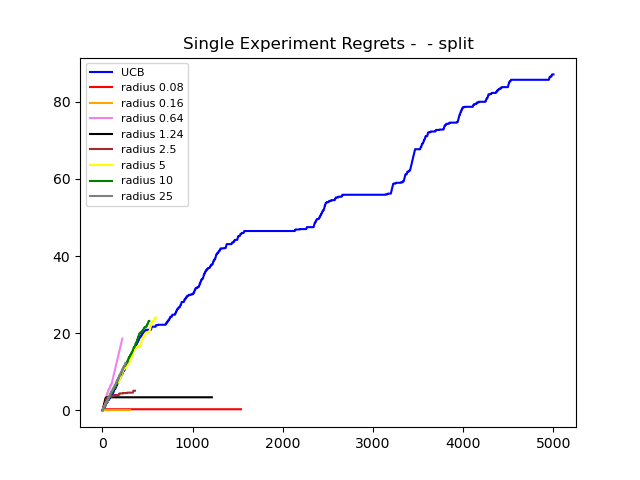 Single Experiment Regrets -  - split
UCB
radius 0.08
radius 0.16
radius 0.64
radius 1.24
radius 2.5
radius 5
radius 10
radius 25
80
60
40
20
0
0 1000 2000 3000 4000 5000